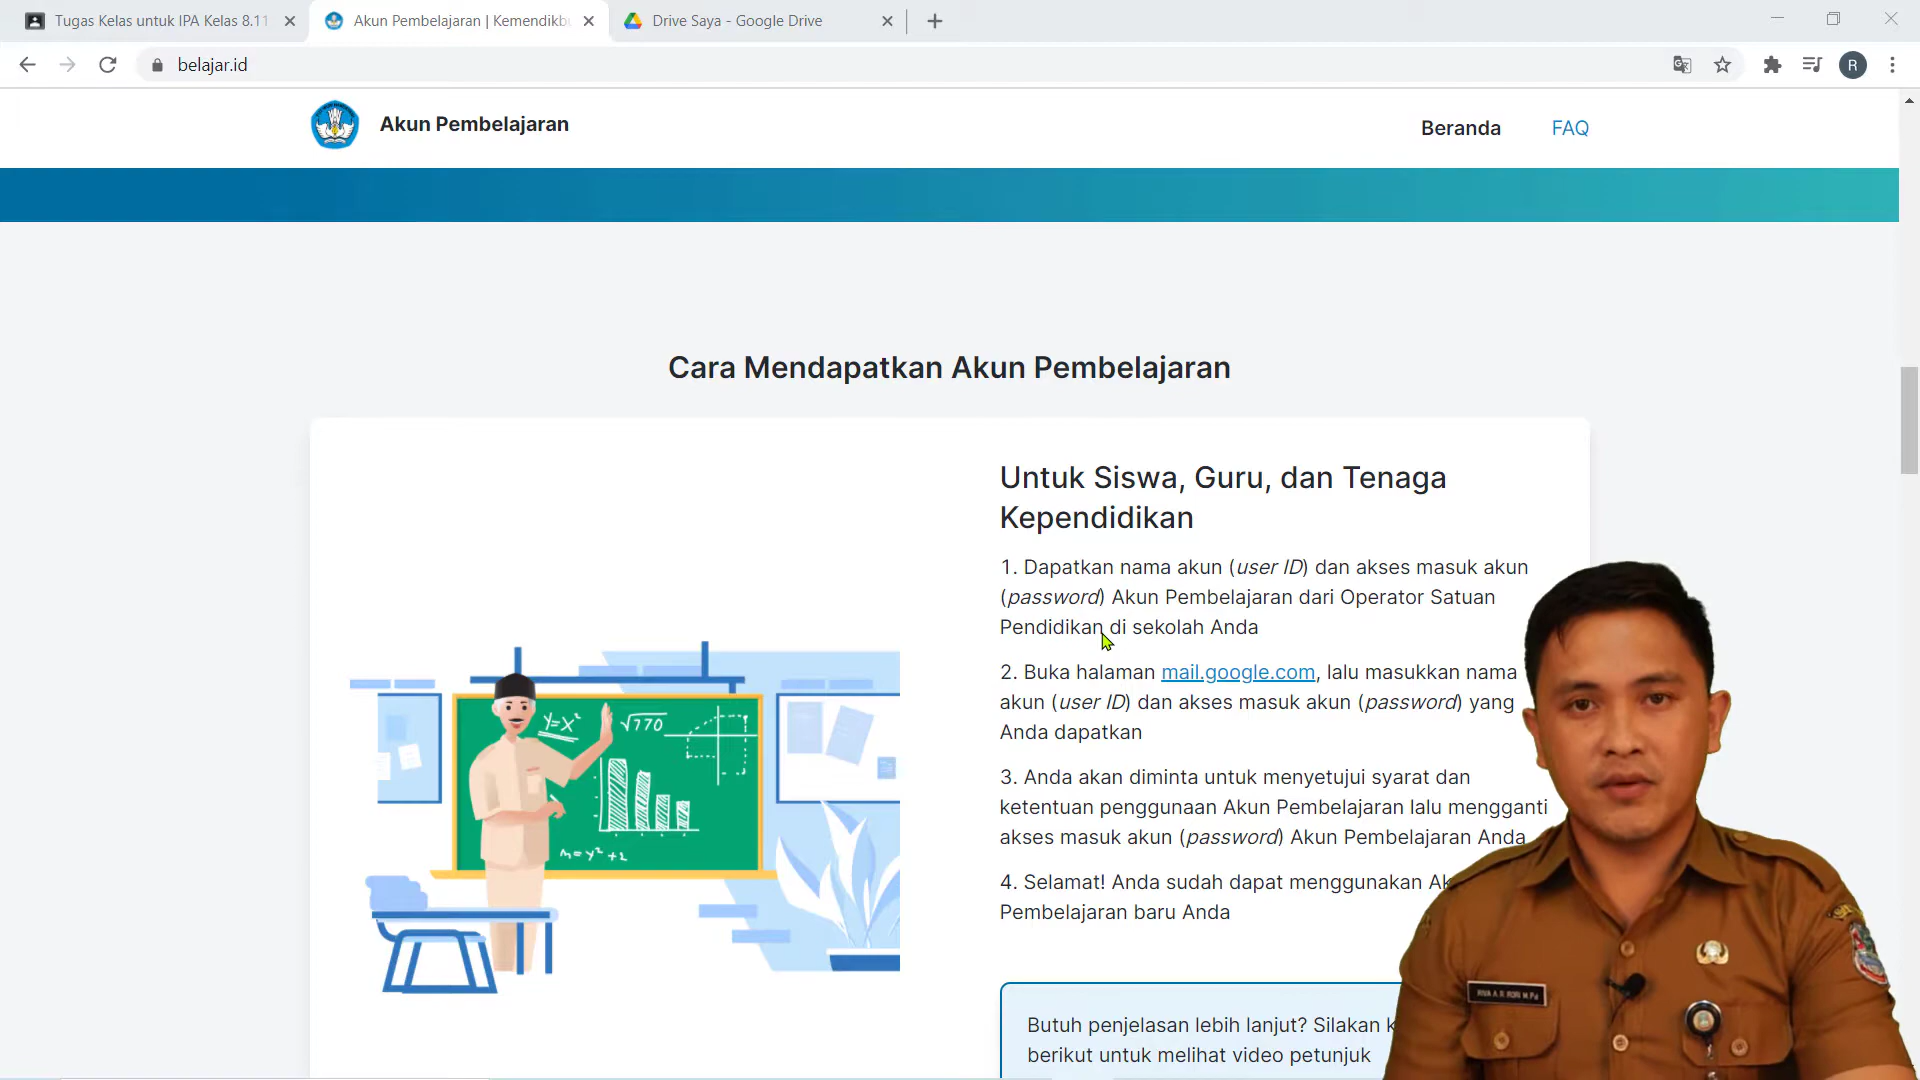 Tugas Kelas untuk IPA Kelas 8.11
Akun Pembelajaran | Kemendikbu
Drive Saya - Google Drive
belajar.id
R
Akun Pembelajaran
Beranda
FAQ
Cara Mendapatkan Akun Pembelajaran
Untuk Siswa, Guru, dan Tenaga
Kependidikan
1. Dapatkan nama akun (user ID) dan akses masuk akun
(password) Akun Pembelajaran dari Operator Satuan
Pendidikan di sekolah Anda
2. Buka halaman mail.google.com, lalu masukkan nama
akun (user ID) dan akses masuk akun (password) yang
Anda dapatkan
3. Anda akan diminta untuk menyetujui syarat dan
ketentuan penggunaan Akun Pembelajaran lalu mengganti
akses masuk akun (password) Akun Pembelajaran Anda
4. Selamat! Anda sudah dapat menggunakan Ak
Pembelajaran baru Anda
Butuh penjelasan lebih lanjut? Silakan k
berikut untuk melihat video petunjuk
y=x²
√770
m=y²+2